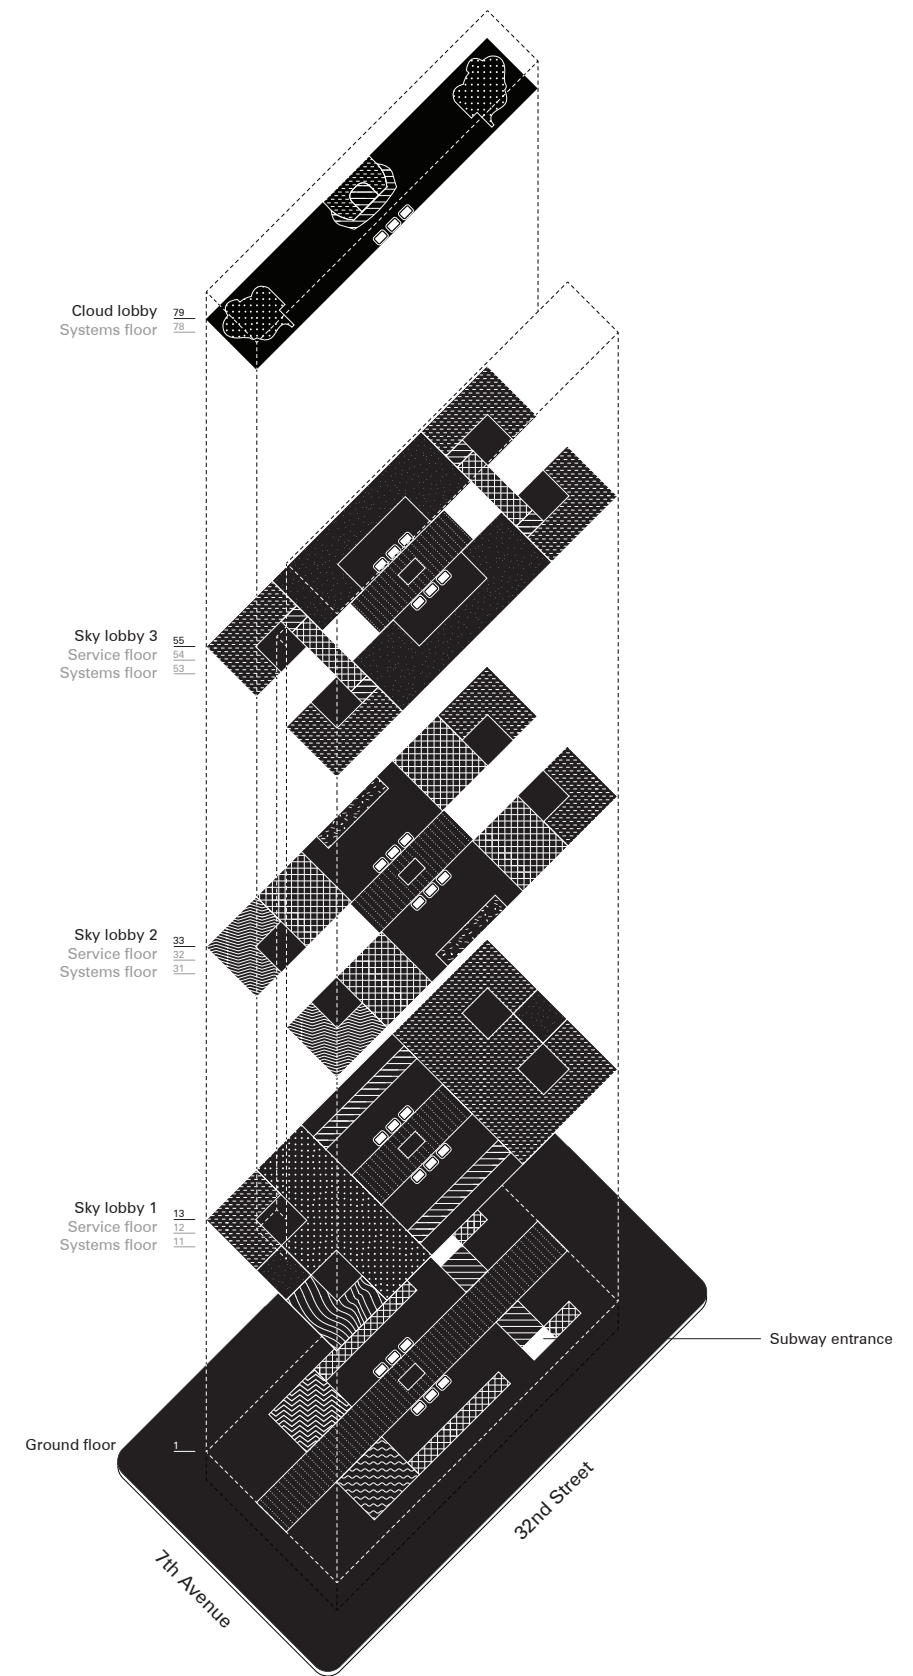 Cloud lobby 79
Systems floor 78
Sky lobby 3 55
Service floor 54
Systems floor 53
Sky lobby 2 33
Service floor 32
Systems floor 31
Sky lobby 1 13
Service floor 12
Systems floor 11
Subway entrance
Ground floor 1
32nd Street
7th Avenue